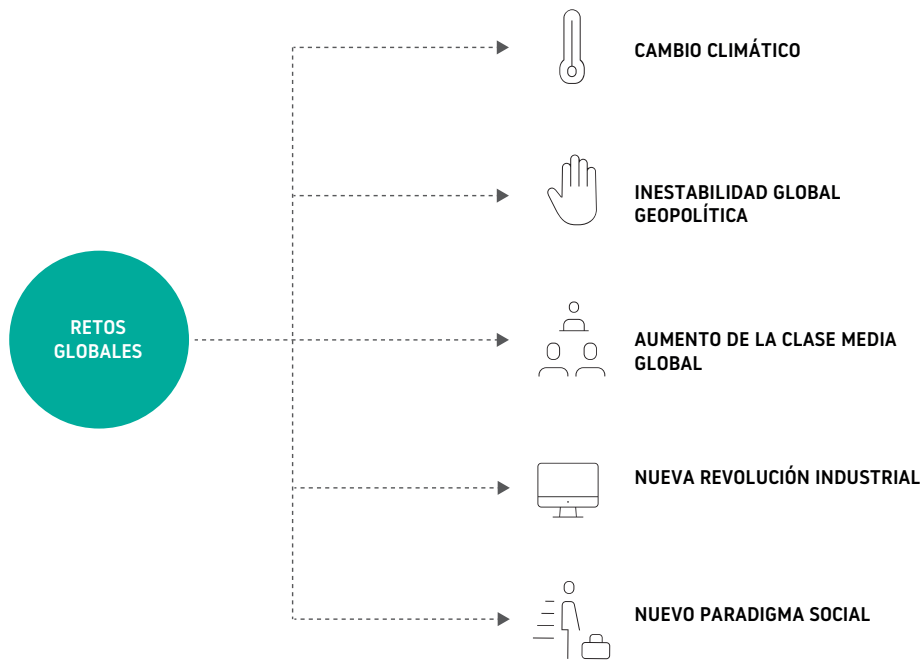 CAMBIO CLIMÁTICO
INESTABILIDAD GLOBAL
GEOPOLÍTICA
RETOS
GLOBALES
AUMENTO DE LA CLASE MEDIA
GLOBAL
NUEVA REVOLUCIÓN INDUSTRIAL
NUEVO PARADIGMA SOCIAL